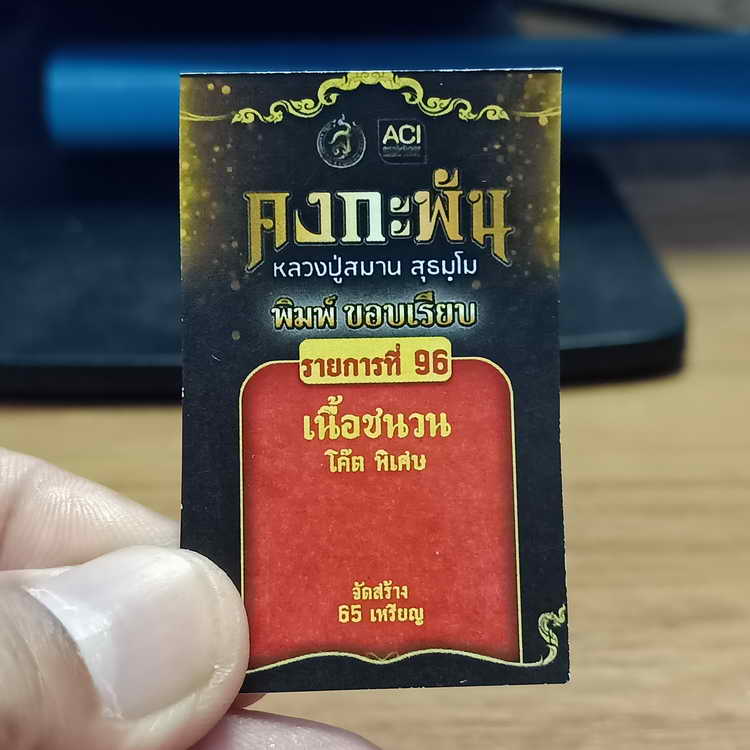 ACI
คงกะพัน
หลวงปู่สมาน สุธมฺโม
พิมพ์ ขอบเรียบ
รายการที่ 96
เนื้อชนวน
โค๊ต พิเศษ
จัดสร้าง
65 เหรียญ